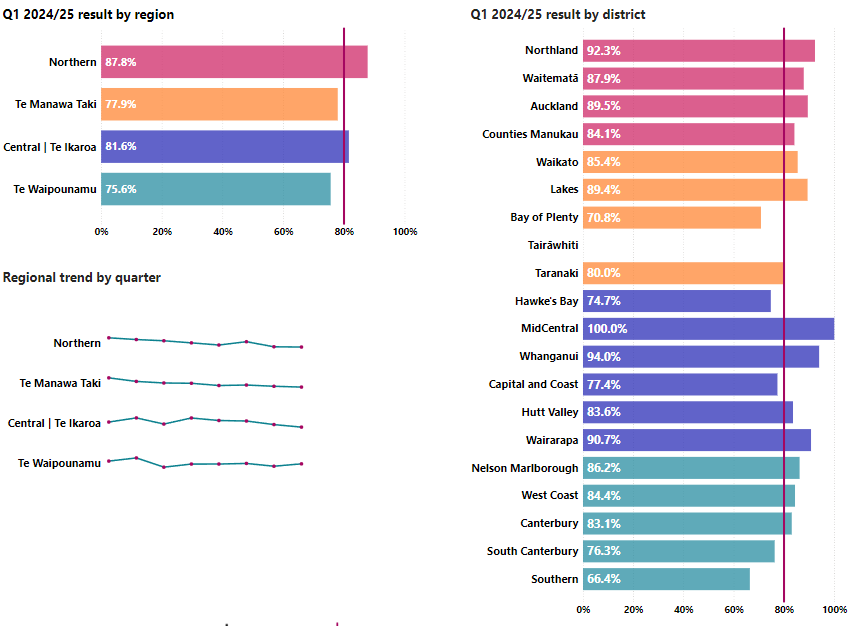 Q1 2024/25 result by region
Northern 87.8%
Te Manawa Taki 77.9%
Central | Te Ikaroa 81.6%
Te Waipounamu 75.6%
0% 20% 40% 60% 80% 100%
Regional trend by quarter
Northern
Te Manawa Taki
Central | Te Ikaroa
Te Waipounamu
Q1 2024/25 result by district
Northland 92.3%
Waitematā 87.9%
Auckland 89.5%
Counties Manukau 84.1%
Waikato 85.4%
Lakes 89.4%
Bay of Plenty 70.8%
Tairāwhiti
Taranaki 80.0%
Hawke's Bay 74.7%
MidCentral 100.0%
Whanganui 94.0%
Capital and Coast 77.4%
Hutt Valley 83.6%
Wairarapa 90.7%
Nelson Marlborough 86.2%
West Coast 84.4%
Canterbury 83.1%
South Canterbury 76.3%
Southern 66.4%
0% 20% 40% 60% 80% 100%